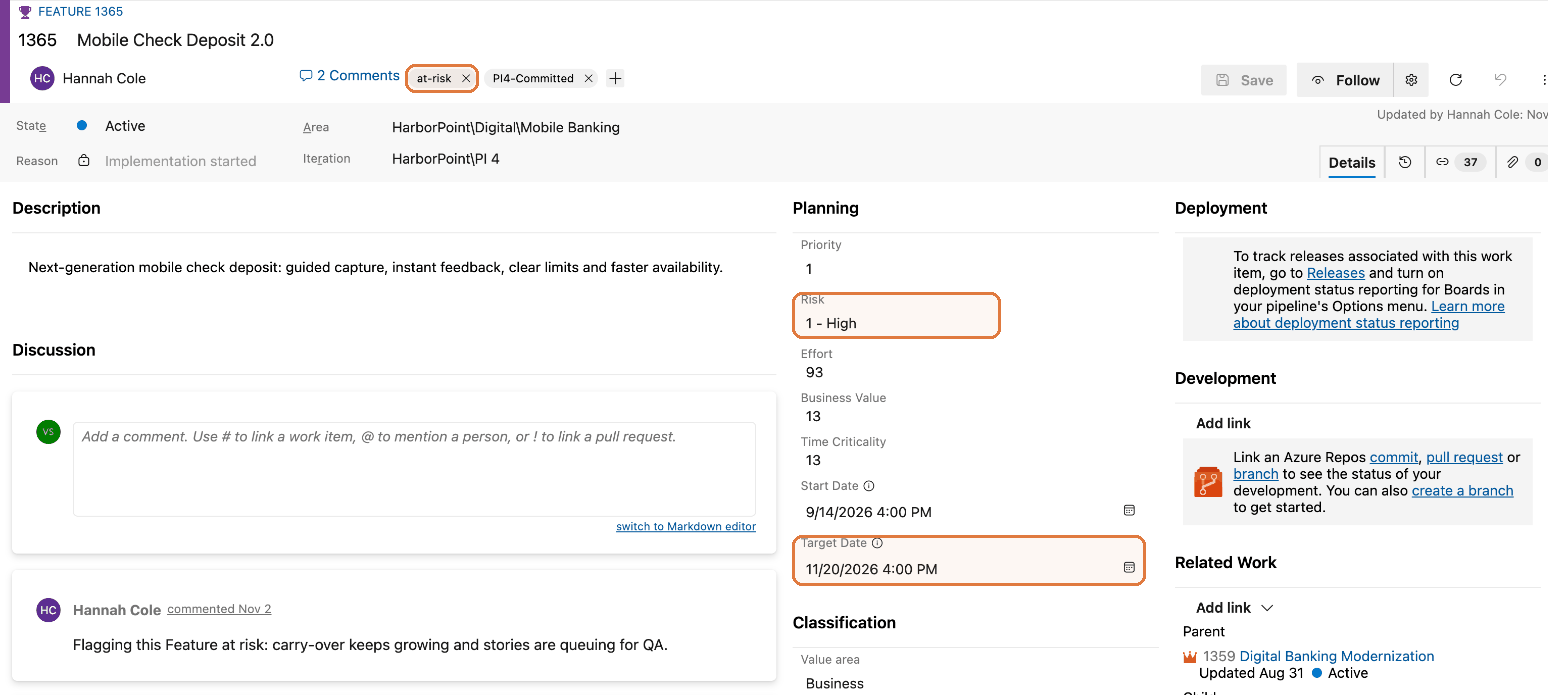 FEATURE 1365
1365 Mobile Check Deposit 2.0
HC Hannah Cole
2 Comments
at-risk
PI4-Committed
Save
Follow
State
Active
Area
HarborPoint\Digital\Mobile Banking
Updated by Hannah Cole: Nov
Reason
Implementation started
Iteration
HarborPoint\PI 4
Details
37
0
Description
Next-generation mobile check deposit: guided capture, instant feedback, clear limits and faster availability.
Discussion
VS
Add a comment. Use # to link a work item, @ to mention a person, or ! to link a pull request.
switch to Markdown editor
HC Hannah Cole commented Nov 2
Flagging this Feature at risk: carry-over keeps growing and stories are queuing for QA.
Planning
Priority
1
Risk
1 - High
Effort
93
Business Value
13
Time Criticality
13
Start Date
9/14/2026 4:00 PM
Target Date
11/20/2026 4:00 PM
Classification
Value area
Business
Deployment
To track releases associated with this work
item, go to Releases and turn on
deployment status reporting for Boards in
your pipeline's Options menu. Learn more
about deployment status reporting
Development
Add link
Link an Azure Repos commit, pull request or
branch to see the status of your
development. You can also create a branch
to get started.
Related Work
Add link
Parent
1359 Digital Banking Modernization
Updated Aug 31 Active